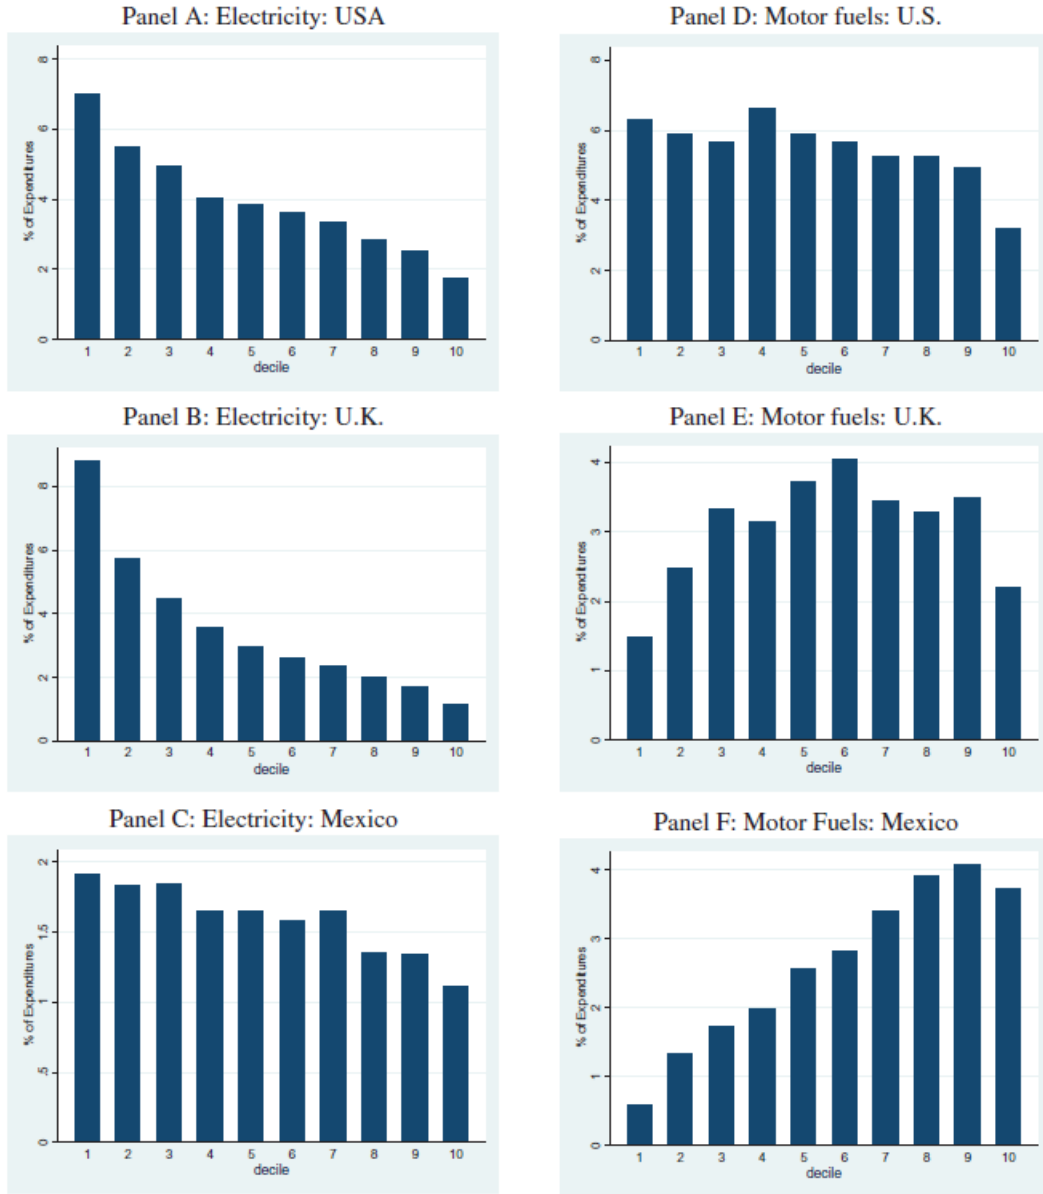 Panel A: Electricity: USA
8
6
4
2
0
% of Expenditures
1 2 3 4 5 6 7 8 9 10
decile
Panel D: Motor fuels: U.S.
8
6
4
2
0
% of Expenditures
1 2 3 4 5 6 7 8 9 10
decile
Panel B: Electricity: U.K.
8
6
4
2
0
% of Expenditures
1 2 3 4 5 6 7 8 9 10
decile
Panel E: Motor fuels: U.K.
4
3
2
1
0
% of Expenditures
1 2 3 4 5 6 7 8 9 10
decile
Panel C: Electricity: Mexico
2
1.5
1
.5
0
% of Expenditures
1 2 3 4 5 6 7 8 9 10
decile
Panel F: Motor Fuels: Mexico
4
3
2
1
0
% of Expenditures
1 2 3 4 5 6 7 8 9 10
decile